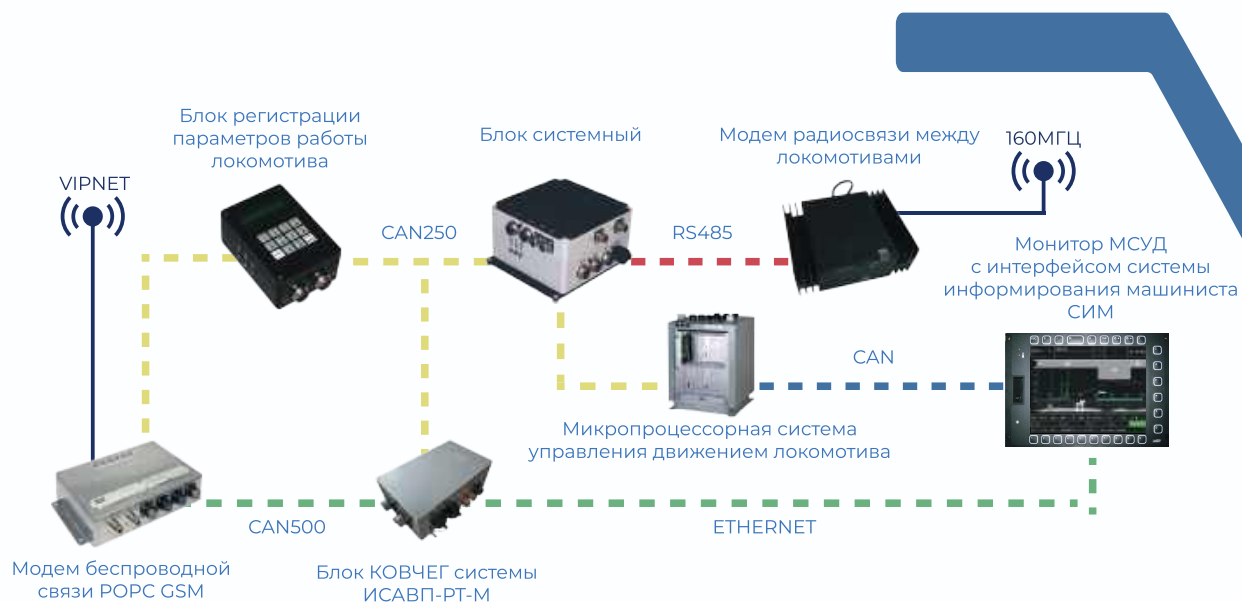 Блок регистрации
параметров работы
локомотива
Блок системный
Модем радиосвязи между
локомотивами
160МГЦ
VIPNET
CAN250
RS485
Монитор МСУД
с интерфейсом системы
информирования машиниста
СИМ
CAN
Микропроцессорная система
управления движением локомотива
CAN500
ETHERNET
Модем беспроводной
связи РОРС GSM
Блок КОВЧЕГ системы
ИСАВП-РТ-М